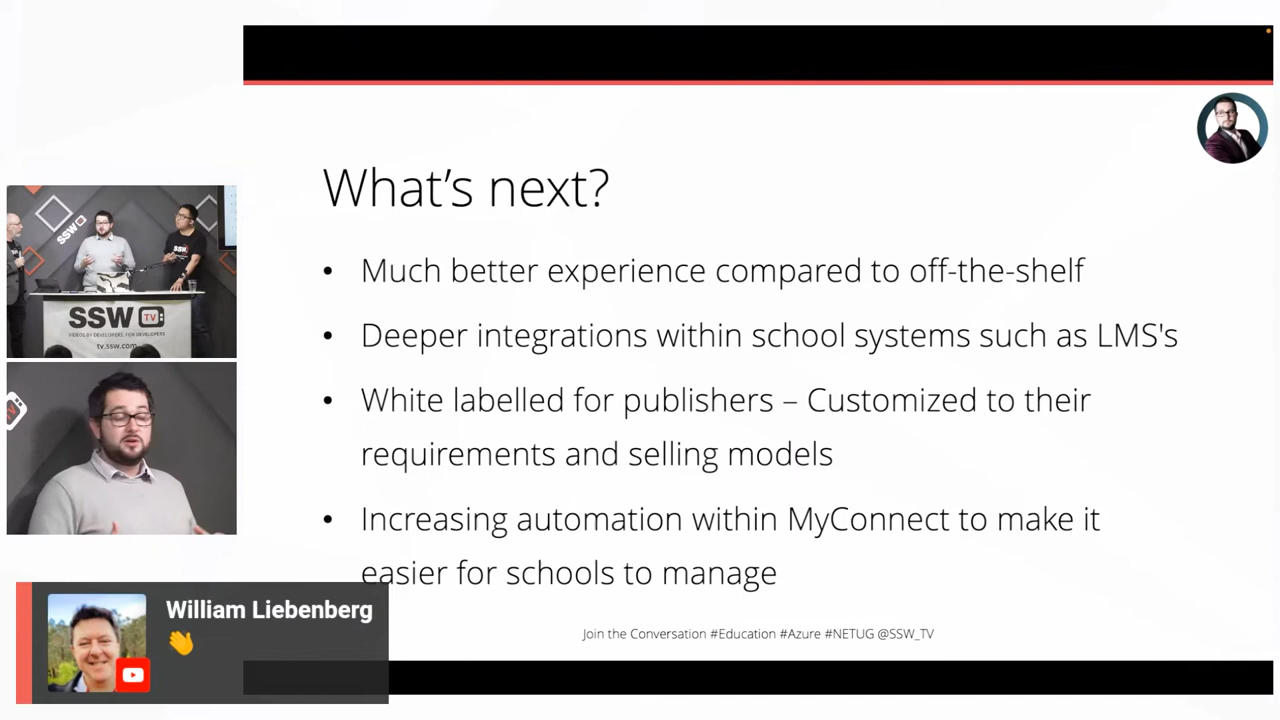 What's next?
• Much better experience compared to off-the-shelf
• Deeper integrations within school systems such as LMS's
• White labelled for publishers – Customized to their
requirements and selling models
• Increasing automation within MyConnect to make it
easier for schools to manage
Join the Conversation #Education #Azure #NETUG @SSW_TV
SSW
SSW
SSW TV
VIDEOS BY DEVELOPERS, FOR DEVELOPERS
tv.ssw.com
William Liebenberg
👏